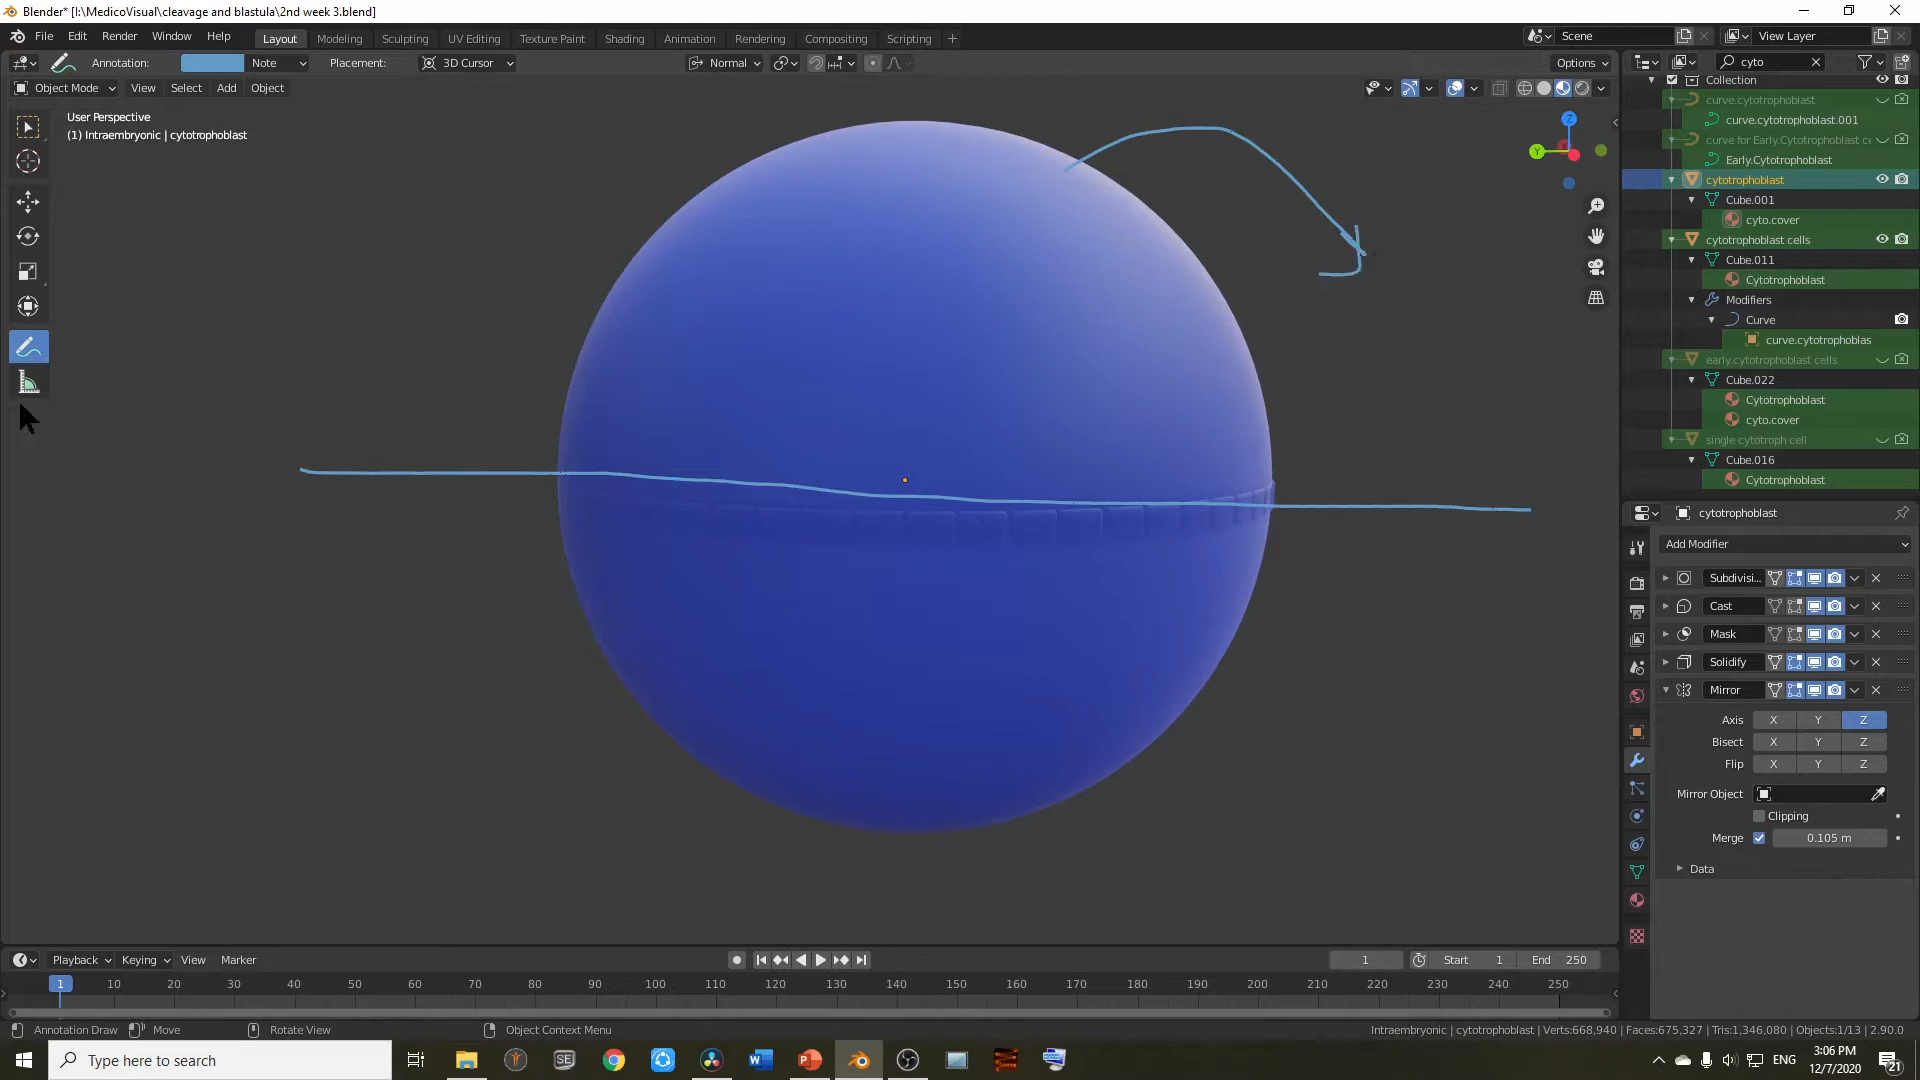 Blender* [I:\MedicoVisual\cleavage and blastula\2nd week 3.blend]
File Edit Render Window Help Layout Modeling Sculpting UV Editing Texture Paint Shading Animation Rendering Compositing Scripting + Scene View Layer
Annotation: Note Placement: 3D Cursor Normal Options cyto
Object Mode View Select Add Object
User Perspective
(1) Intraembryonic | cytotrophoblast
Z
Y
Collection
curve.cytotrophoblast
curve.cytotrophoblast.001
curve for Early.Cytotrophoblast ce
Early.Cytotrophoblast
cytotrophoblast
Cube.001
cyto.cover
cytotrophoblast cells
Cube.011
Cytotrophoblast
Modifiers
Curve
curve.cytotrophoblas
early.cytotrophoblast cells
Cube.022
Cytotrophoblast
cyto.cover
single cytotroph cell
Cube.016
Cytotrophoblast
cytotrophoblast
Add Modifier
Subdivisi...
Cast
Mask
Solidify
Mirror
Axis X Y Z
Bisect X Y Z
Flip X Y Z
Mirror Object
Clipping
Merge 0.105 m
Data
Playback Keying View Marker 1 Start 1 End 250
1 10 20 30 40 50 60 70 80 90 100 110 120 130 140 150 160 170 180 190 200 210 220 230 240 250
Annotation Draw Move Rotate View Object Context Menu Intraembryonic | cytotrophoblast | Verts:668,940 | Faces:675,327 | Tris:1,346,080 | Objects:1/13 | 2.90.0
Type here to search SE ENG 3:06 PM
12/7/2020 21